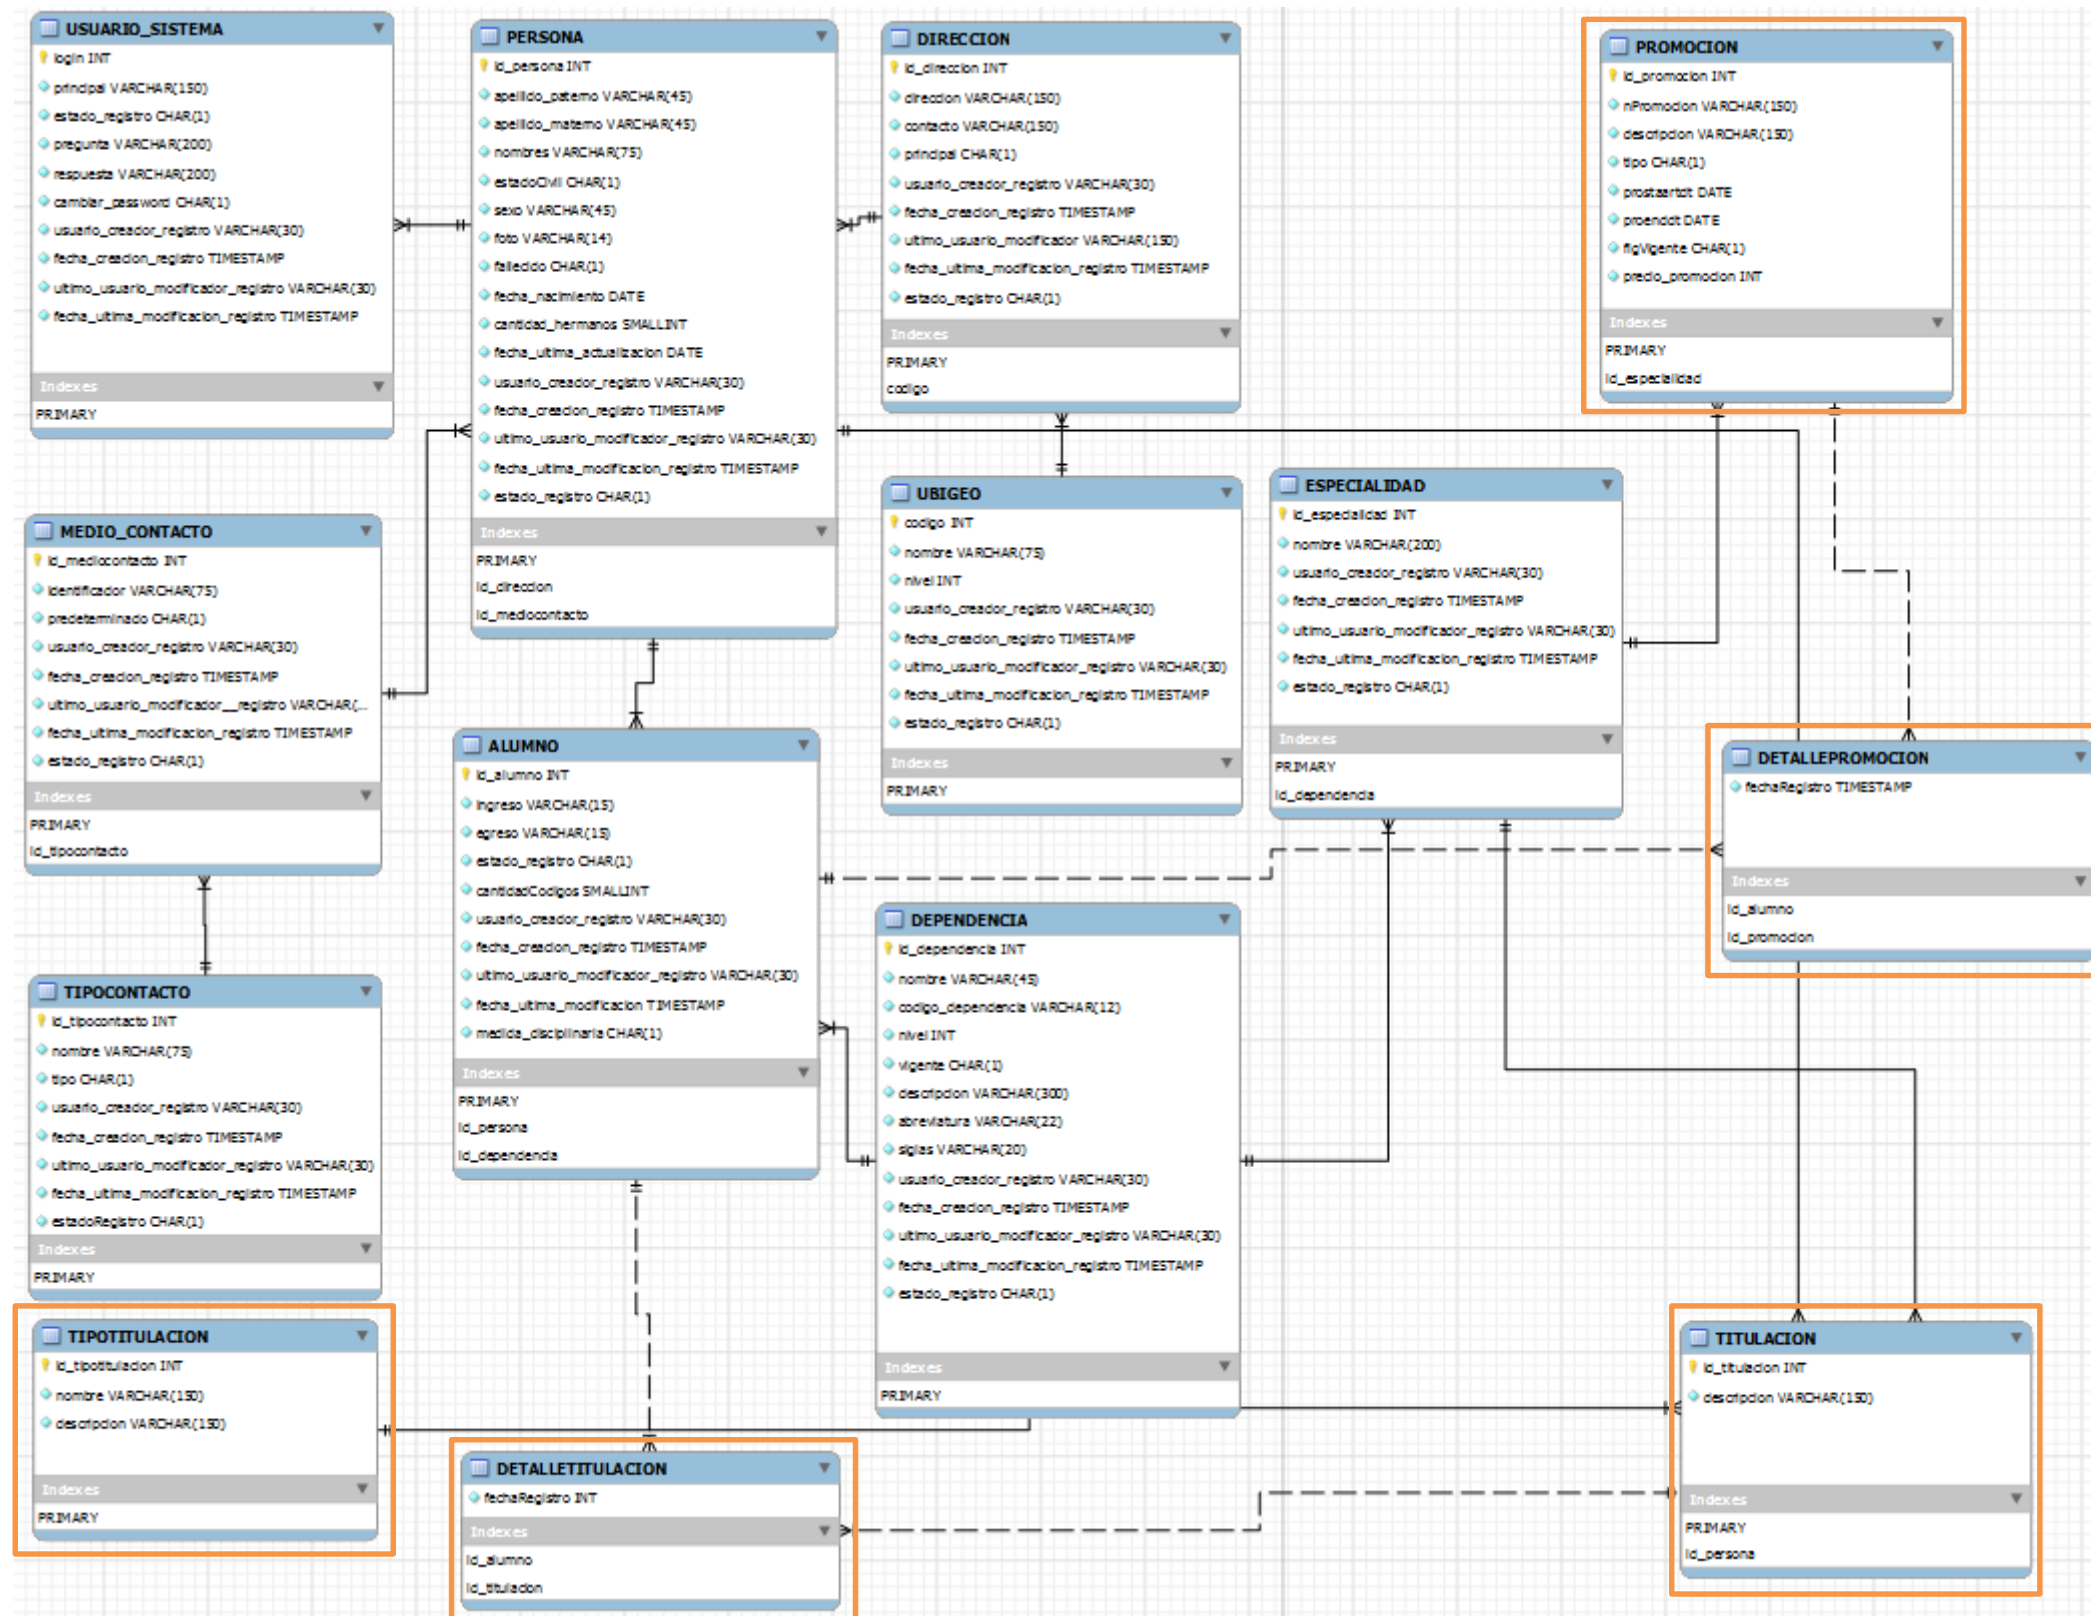 USUARIO_SISTEMA
login INT
principal VARCHAR(150)
estado_registro CHAR(1)
pregunta VARCHAR(200)
respuesta VARCHAR(200)
cambiar_password CHAR(1)
usuario_creador_registro VARCHAR(30)
fecha_creacion_registro TIMESTAMP
ultimo_usuario_modificador_registro VARCHAR(30)
fecha_ultima_modificacion_registro TIMESTAMP
Indexes
PRIMARY
PERSONA
id_persona INT
apellido_paterno VARCHAR(45)
apellido_materno VARCHAR(45)
nombres VARCHAR(75)
estadoCivil CHAR(1)
sexo VARCHAR(45)
foto VARCHAR(14)
fallecido CHAR(1)
fecha_nacimiento DATE
cantidad_hermanos SMALLINT
fecha_ultima_actualizacion DATE
usuario_creador_registro VARCHAR(30)
fecha_creacion_registro TIMESTAMP
ultimo_usuario_modificador_registro VARCHAR(30)
fecha_ultima_modificacion_registro TIMESTAMP
estado_registro CHAR(1)
Indexes
PRIMARY
id_direccion
id_mediocontacto
DIRECCION
id_direccion INT
direccion VARCHAR(150)
contacto VARCHAR(150)
principal CHAR(1)
usuario_creador_registro VARCHAR(30)
fecha_creacion_registro TIMESTAMP
ultimo_usuario_modificador VARCHAR(150)
fecha_ultima_modificacion_registro TIMESTAMP
estado_registro CHAR(1)
Indexes
PRIMARY
codigo
PROMOCION
id_promocion INT
nPromocion VARCHAR(150)
descripcion VARCHAR(150)
tipo CHAR(1)
prostaartdt DATE
proenddt DATE
flgVigente CHAR(1)
precio_promocion INT
Indexes
PRIMARY
id_especialidad
MEDIO_CONTACTO
id_mediocontacto INT
identificador VARCHAR(75)
predeterminado CHAR(1)
usuario_creador_registro VARCHAR(30)
fecha_creacion_registro TIMESTAMP
ultimo_usuario_modificador__registro VARCHAR(...
fecha_ultima_modificacion_registro TIMESTAMP
estado_registro CHAR(1)
Indexes
PRIMARY
id_tipocontacto
UBIGEO
codigo INT
nombre VARCHAR(75)
nivel INT
usuario_creador_registro VARCHAR(30)
fecha_creacion_registro TIMESTAMP
ultimo_usuario_modificador_registro VARCHAR(30)
fecha_ultima_modificacion_registro TIMESTAMP
estado_registro CHAR(1)
Indexes
PRIMARY
ESPECIALIDAD
id_especialidad INT
nombre VARCHAR(200)
usuario_creador_registro VARCHAR(30)
fecha_creacion_registro TIMESTAMP
ultimo_usuario_modificador_registro VARCHAR(30)
fecha_ultima_modificacion_registro TIMESTAMP
estado_registro CHAR(1)
Indexes
PRIMARY
id_dependencia
ALUMNO
id_alumno INT
ingreso VARCHAR(15)
egreso VARCHAR(15)
estado_registro CHAR(1)
cantidadCodigos SMALLINT
usuario_creador_registro VARCHAR(30)
fecha_creacion_registro TIMESTAMP
ultimo_usuario_modificador_registro VARCHAR(30)
fecha_ultima_modificacion TIMESTAMP
medida_disciplinaria CHAR(1)
Indexes
PRIMARY
id_persona
id_dependencia
DETALLEPROMOCION
fechaRegistro TIMESTAMP
Indexes
id_alumno
id_promocion
DEPENDENCIA
id_dependencia INT
nombre VARCHAR(45)
codigo_dependencia VARCHAR(12)
nivel INT
vigente CHAR(1)
descripcion VARCHAR(300)
abreviatura VARCHAR(22)
siglas VARCHAR(20)
usuario_creador_registro VARCHAR(30)
fecha_creacion_registro TIMESTAMP
ultimo_usuario_modificador_registro VARCHAR(30)
fecha_ultima_modificacion_registro TIMESTAMP
estado_registro CHAR(1)
Indexes
PRIMARY
TIPOCONTACTO
id_tipocontacto INT
nombre VARCHAR(75)
tipo CHAR(1)
usuario_creador_registro VARCHAR(30)
fecha_creacion_registro TIMESTAMP
ultimo_usuario_modificador_registro VARCHAR(30)
fecha_ultima_modificacion_registro TIMESTAMP
estadoRegistro CHAR(1)
Indexes
PRIMARY
TIPOTITULACION
id_tipotitulacion INT
nombre VARCHAR(150)
descripcion VARCHAR(150)
Indexes
PRIMARY
DETALLETITULACION
fechaRegistro INT
Indexes
id_alumno
id_titulacion
TITULACION
id_titulacion INT
descripcion VARCHAR(150)
Indexes
PRIMARY
id_persona